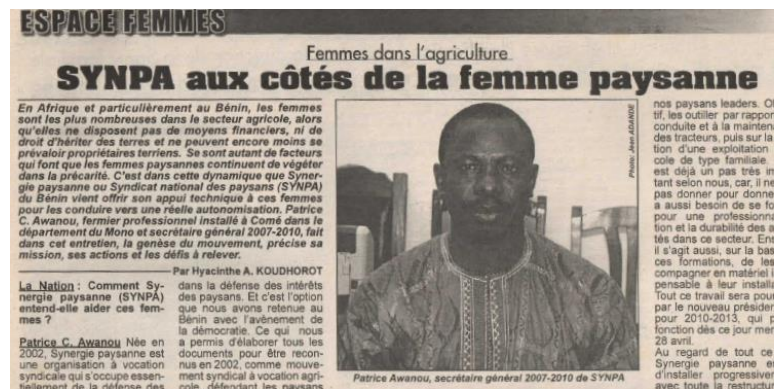 ESPACE FEMMES
Femmes dans l'agriculture
SYNPA aux côtés de la femme paysanne
En Afrique et particulièrement au Bénin, les femmes
sont les plus nombreuses dans le secteur agricole, alors
qu'elles ne disposent pas de moyens financiers, ni de
droit d'hériter des terres et ne peuvent encore moins se
prévaloir propriétaires terriens. Se sont autant de facteurs
qui font que les femmes paysannes continuent de végéter
dans la précarité. C'est dans cette dynamique que Syner-
gie paysanne ou Syndicat national des paysans (SYNPA)
du Bénin vient offrir son appui technique à ces femmes
pour les conduire vers une réelle autonomisation. Patrice
C. Awanou, fermier professionnel installé à Comé dans le
département du Mono et secrétaire général 2007-2010, fait
dans cet entretien, la genèse du mouvement, précise sa
mission, ses actions et les défis à relever.
Par Hyacinthe A. KOUDHOROT
La Nation : Comment Sy-
nergie paysanne (SYNPA)
entend-elle aider ces fem-
mes ?
Patrice C. Awanou Née en
2002, Synergie paysanne est
une organisation à vocation
syndicale qui s'occupe essen-
tiellement de la défense des
dans la défense des intérêts
des paysans. Et c'est l'option
que nous avons retenue au
Bénin avec l'avènement de
la démocratie. Ce qui nous
a permis d'élaborer tous les
documents pour être recon-
nus en 2002, comme mouve-
ment syndical à vocation agri-
cole, défendant les paysans
Photo: Jean ADANDE
Patrice Awanou, secrétaire général 2007-2010 de SYNPA
nos paysans leaders.
tif, les outiller par
conduite et à la
des tracteurs, puis sur la
tion d'une exploitation
cole de type familiale.
est déjà un pas très
tant selon nous, car, il ne
pas donner pour
a aussi besoin de se
pour une
tion et la durabilité des
tés dans ce secteur.
il s'agit aussi, sur la
ces formations, de
compagner en matériel
pensable à leur
Tout ce travail sera
par le nouveau
pour 2010-2013, qui
fonction dès ce jour
28 avril.
Au regard de tout
Synergie paysanne
d'installer
avec toute la